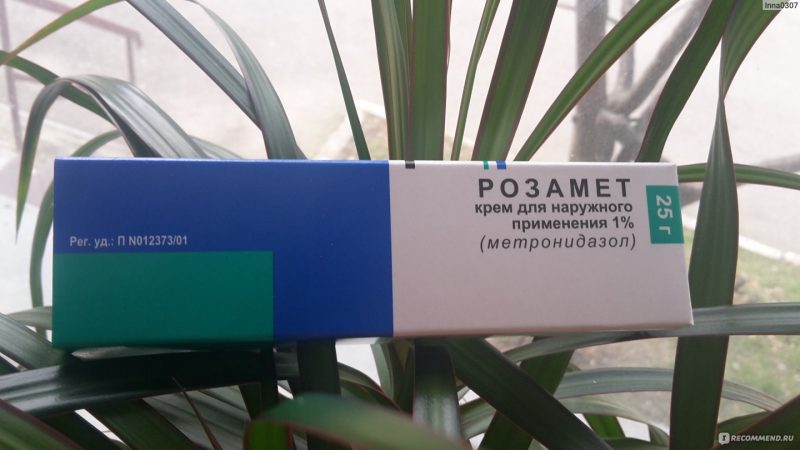 Inna0307
РОЗАМЕТ
крем для наружного
применения 1%
(метронидазол)
25 г
Рег. уд.: П N012373/01
I RECOMMEND.RU